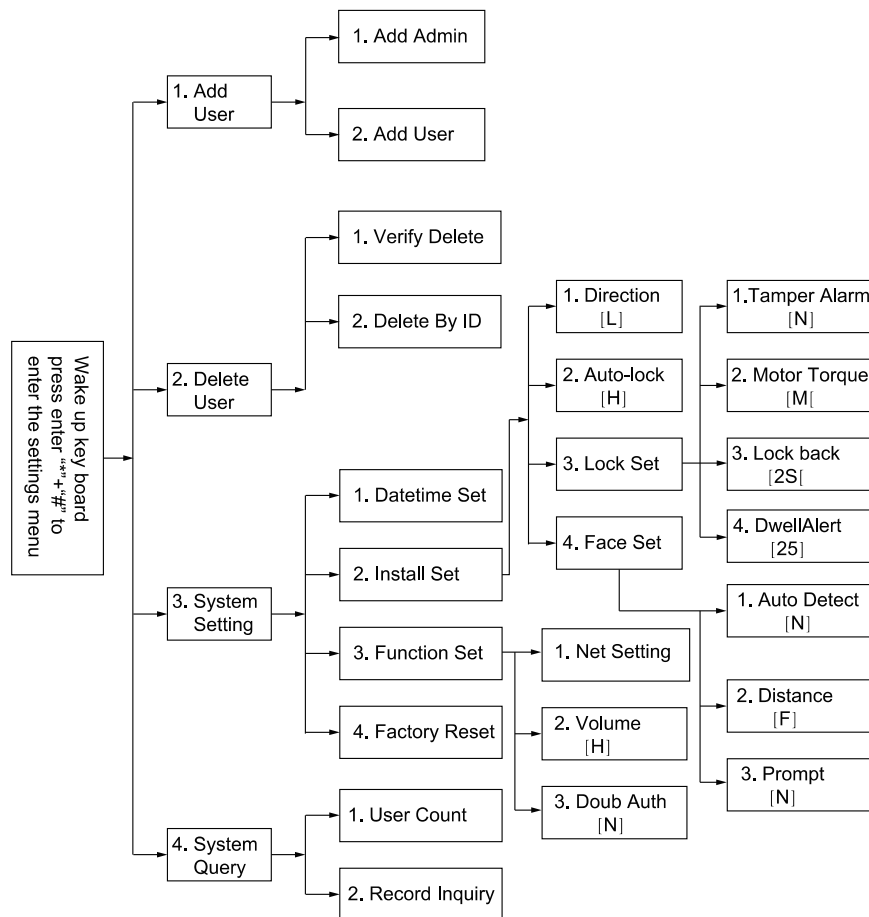 Wake up key board
press enter “*”+“#” to
enter the settings menu
1. Add
User
1. Add Admin
2. Add User
2. Delete
User
1. Verify Delete
2. Delete By ID
3. System
Setting
1. Datetime Set
2. Install Set
1. Direction
[L]
2. Auto-lock
[H]
3. Lock Set
1.Tamper Alarm
[N]
2. Motor Torque
[M[
3. Lock back
[2S[
4. DwellAlert
[25]
4. Face Set
1. Auto Detect
[N]
2. Distance
[F]
3. Prompt
[N]
3. Function Set
1. Net Setting
2. Volume
[H]
3. Doub Auth
[N]
4. Factory Reset
4. System
Query
1. User Count
2. Record Inquiry